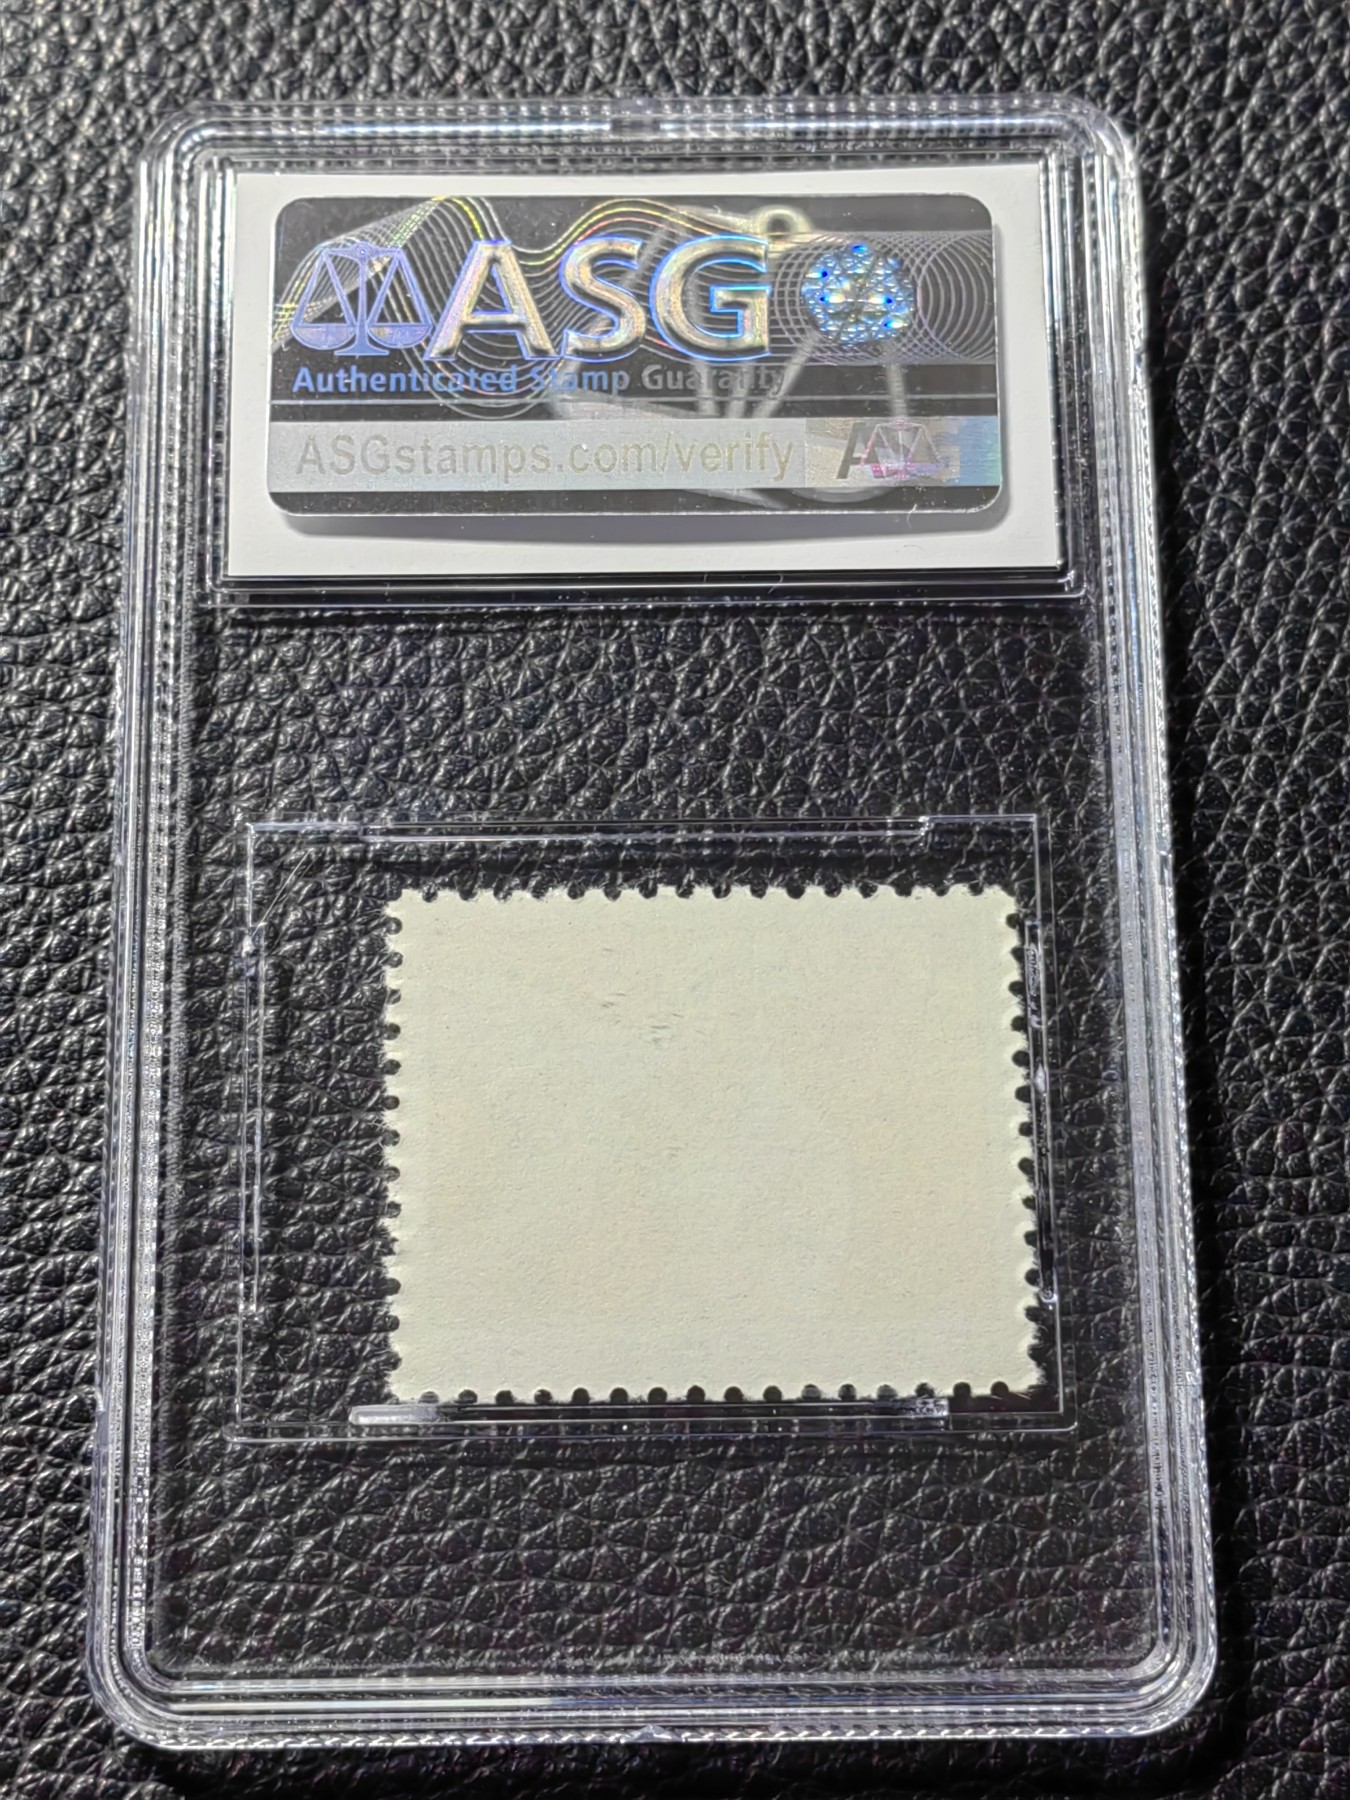 ASG
Authenticated Stamp Guaranty
ASGstamps.com/verify